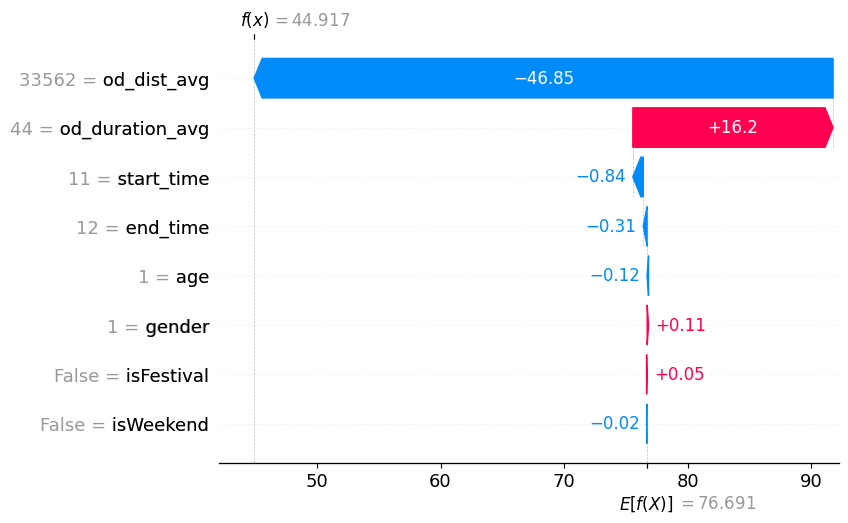 f(x) = 44.917
33562 = od_dist_avg
−46.85
44 = od_duration_avg
+16.2
11 = start_time
−0.84
12 = end_time
−0.31
1 = age
−0.12
1 = gender
+0.11
False = isFestival
+0.05
False = isWeekend
−0.02
50 60 70 80 90
E[f(X)] = 76.691